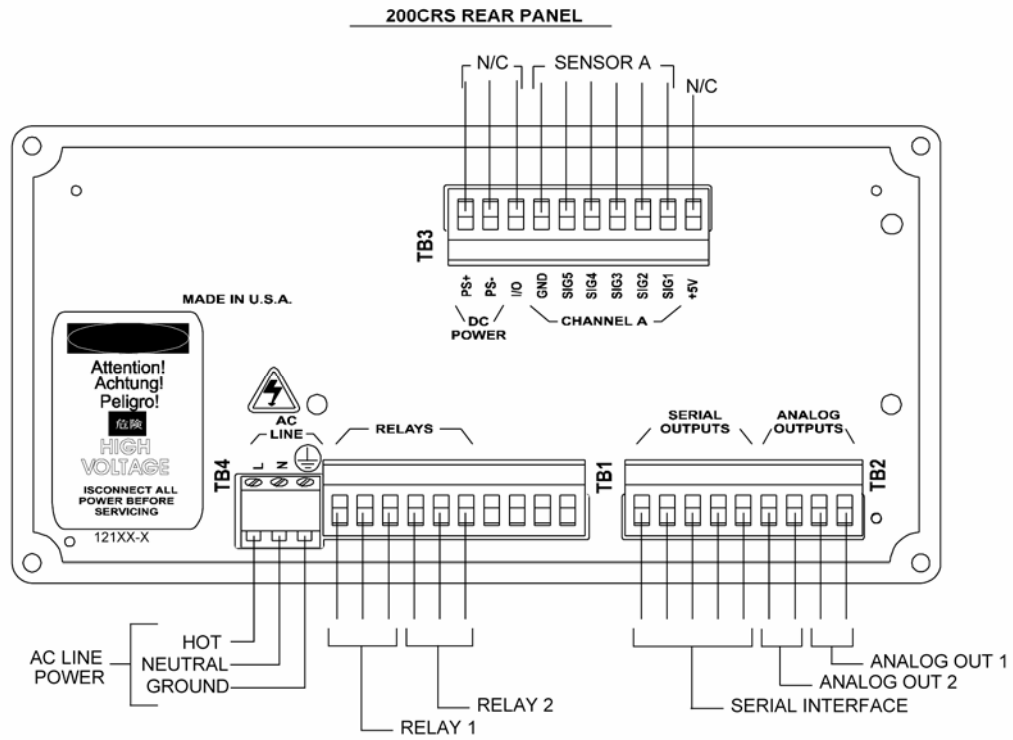 200CRS REAR PANEL
N/C
SENSOR A
N/C
TB3
PS+
PS-
I/O
GND
SIG5
SIG4
SIG3
SIG2
SIG1
+5V
DC
POWER
CHANNEL A
MADE IN U.S.A.
Attention!
Achtung!
Peligro!
危険
HIGH
VOLTAGE
ISCONNECT ALL
POWER BEFORE
SERVICING
121XX-X
AC
LINE
L
N
TB4
RELAYS
TB1
SERIAL
OUTPUTS
ANALOG
OUTPUTS
TB2
AC LINE
POWER
HOT
NEUTRAL
GROUND
RELAY 1
RELAY 2
SERIAL INTERFACE
ANALOG OUT 2
ANALOG OUT 1